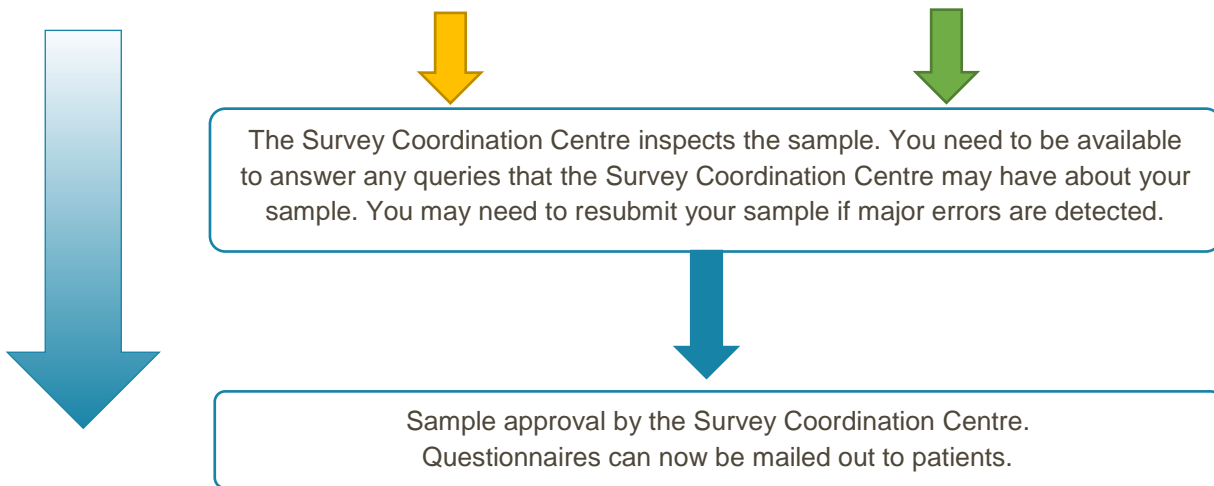 The Survey Coordination Centre inspects the sample. You need to be available
to answer any queries that the Survey Coordination Centre may have about your
sample. You may need to resubmit your sample if major errors are detected.
Sample approval by the Survey Coordination Centre.
Questionnaires can now be mailed out to patients.